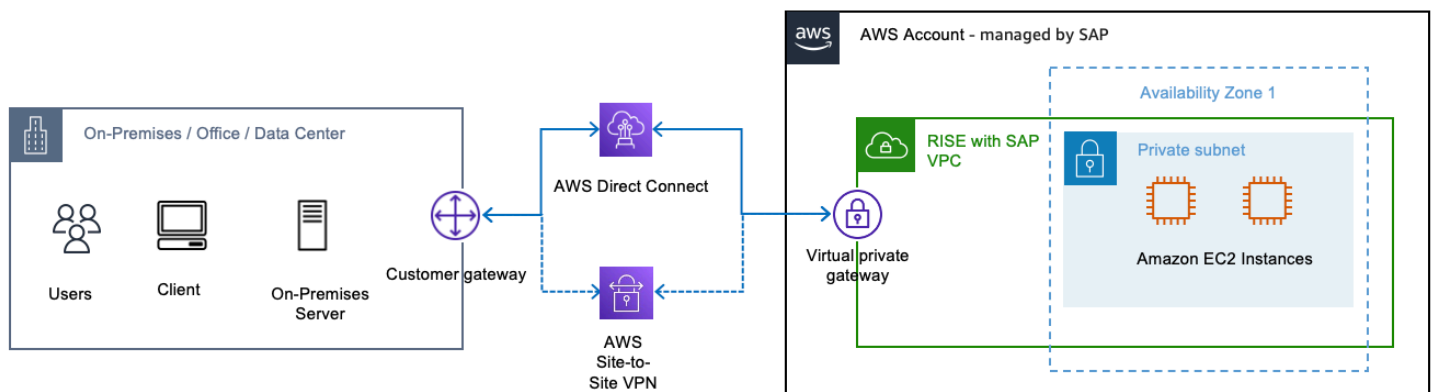 aws
AWS Account - managed by SAP
Availability Zone 1
On-Premises / Office / Data Center
RISE with SAP
VPC
Private subnet
AWS Direct Connect
Customer gateway
Virtual private
gateway
Amazon EC2 Instances
Users
Client
On-Premises
Server
AWS
Site-to-
Site VPN